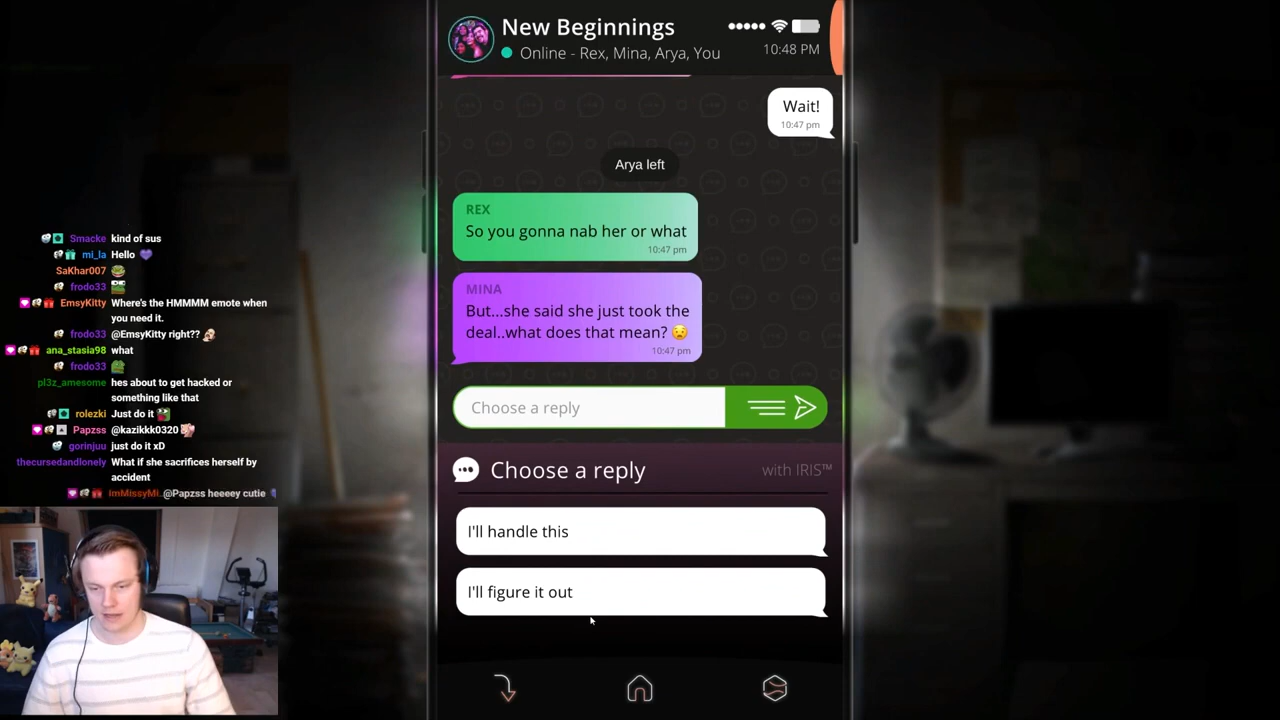 New Beginnings
Online - Rex, Mina, Arya, You
10:48 PM
Wait!
10:47 pm
Arya left
REX
So you gonna nab her or what
10:47 pm
MINA
But...she said she just took the
deal..what does that mean? 😟
10:47 pm
Choose a reply
Choose a reply
with IRIS™
I'll handle this
I'll figure it out
Smacke kind of sus
mi_la Hello 💜
SaKhar007
frodo33
EmsyKitty Where's the HMMMM emote when
you need it.
frodo33 @EmsyKitty right??
ana_stasia98 what
frodo33
pl3z_amesome hes about to get hacked or
something like that
rolezki Just do it
Papzss @kazikkk0320
gorinjuu just do it xD
thecursedandlonely What if she sacrifices herself by
accident
ImMissyMi. @Papzss heeeey cutie